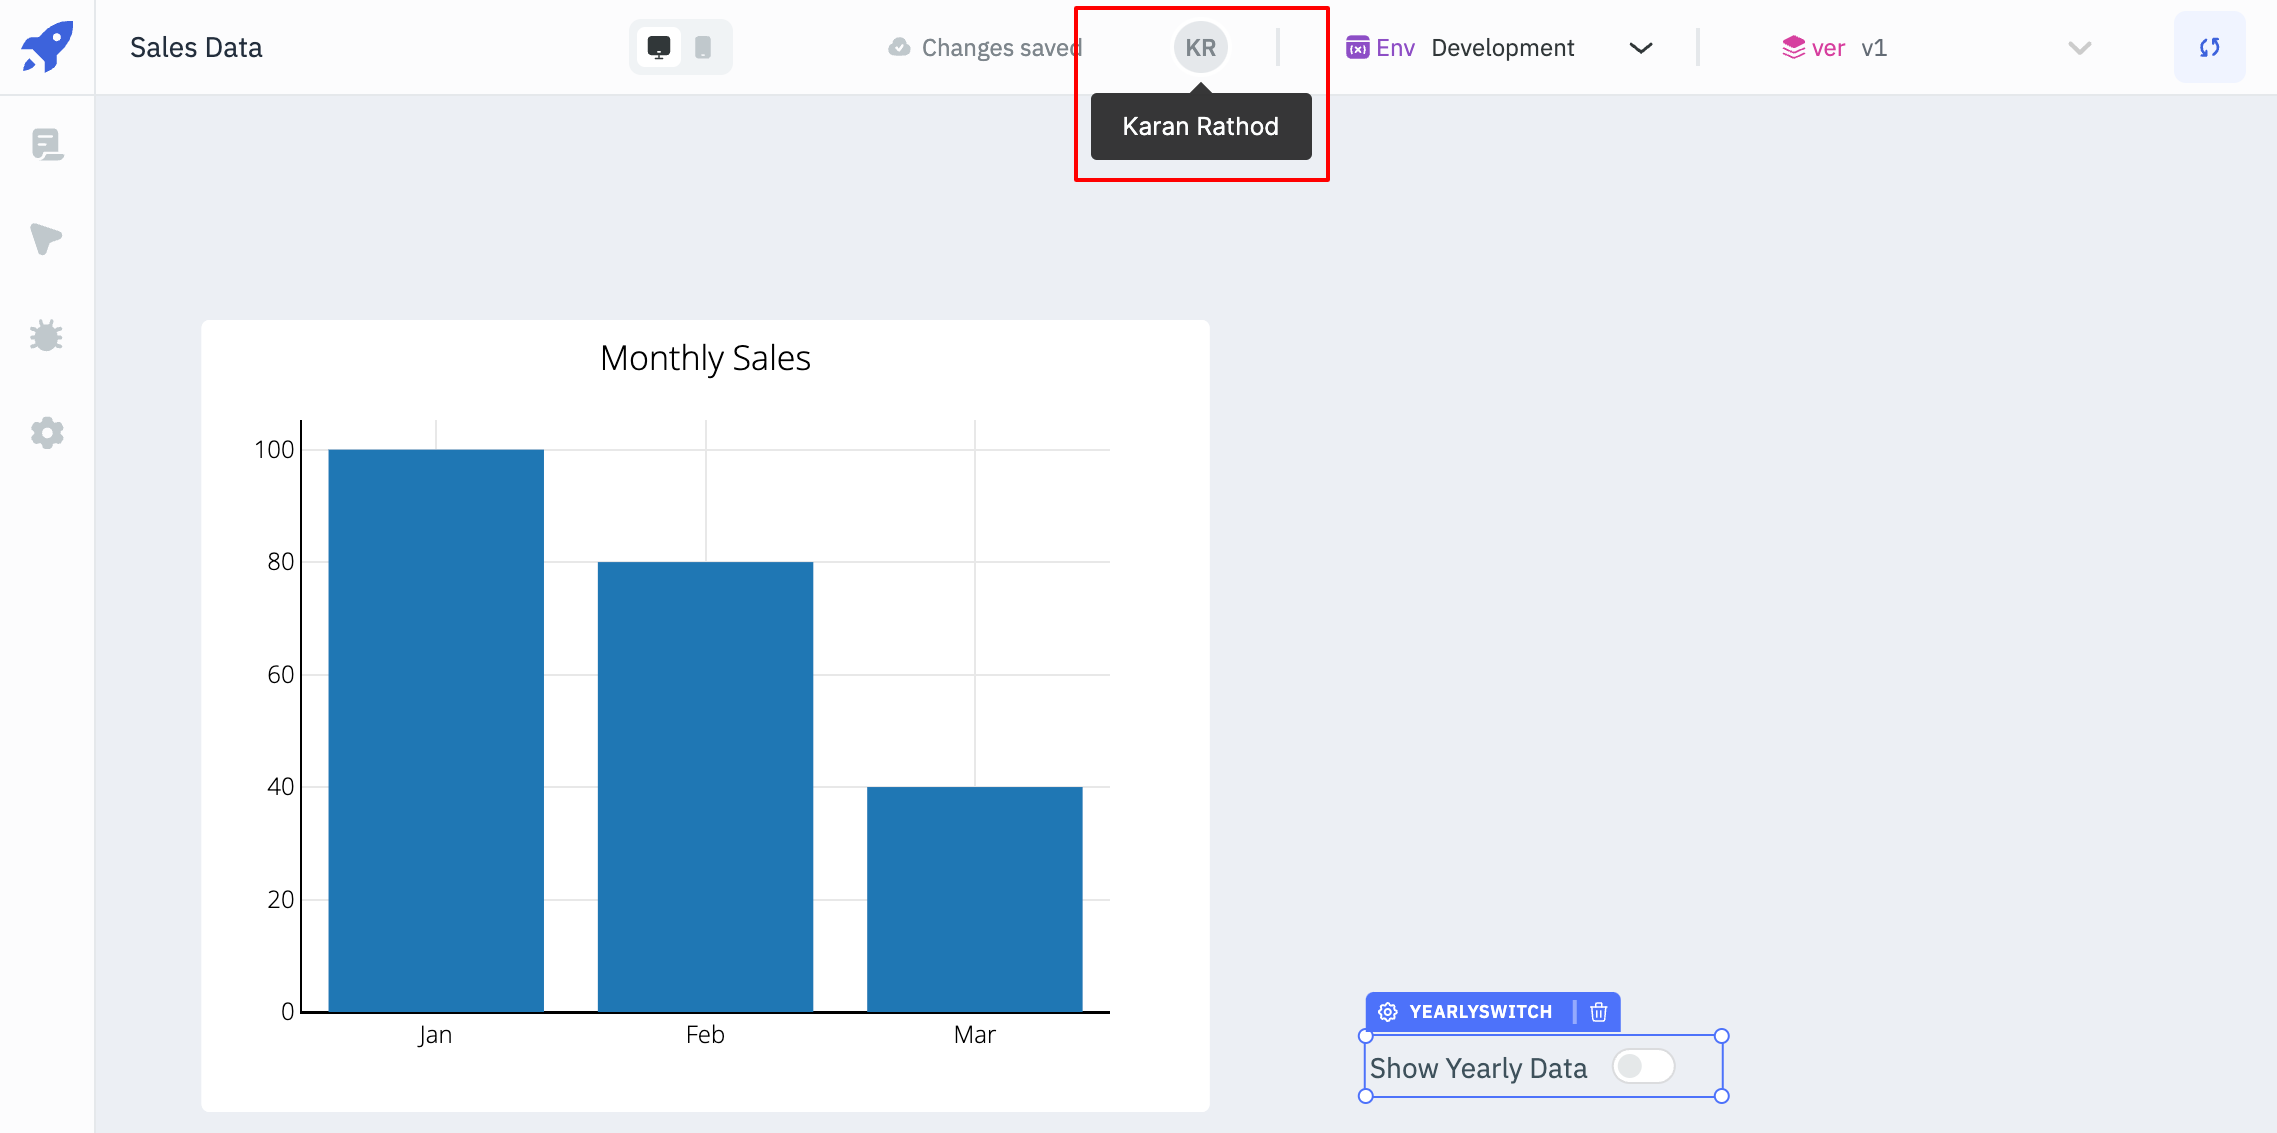 Sales Data
Changes saved
KR
Env Development
ver v1
Karan Rathod
Monthly Sales
100
80
60
40
20
0
Jan Feb Mar
YEARLYSWITCH
Show Yearly Data